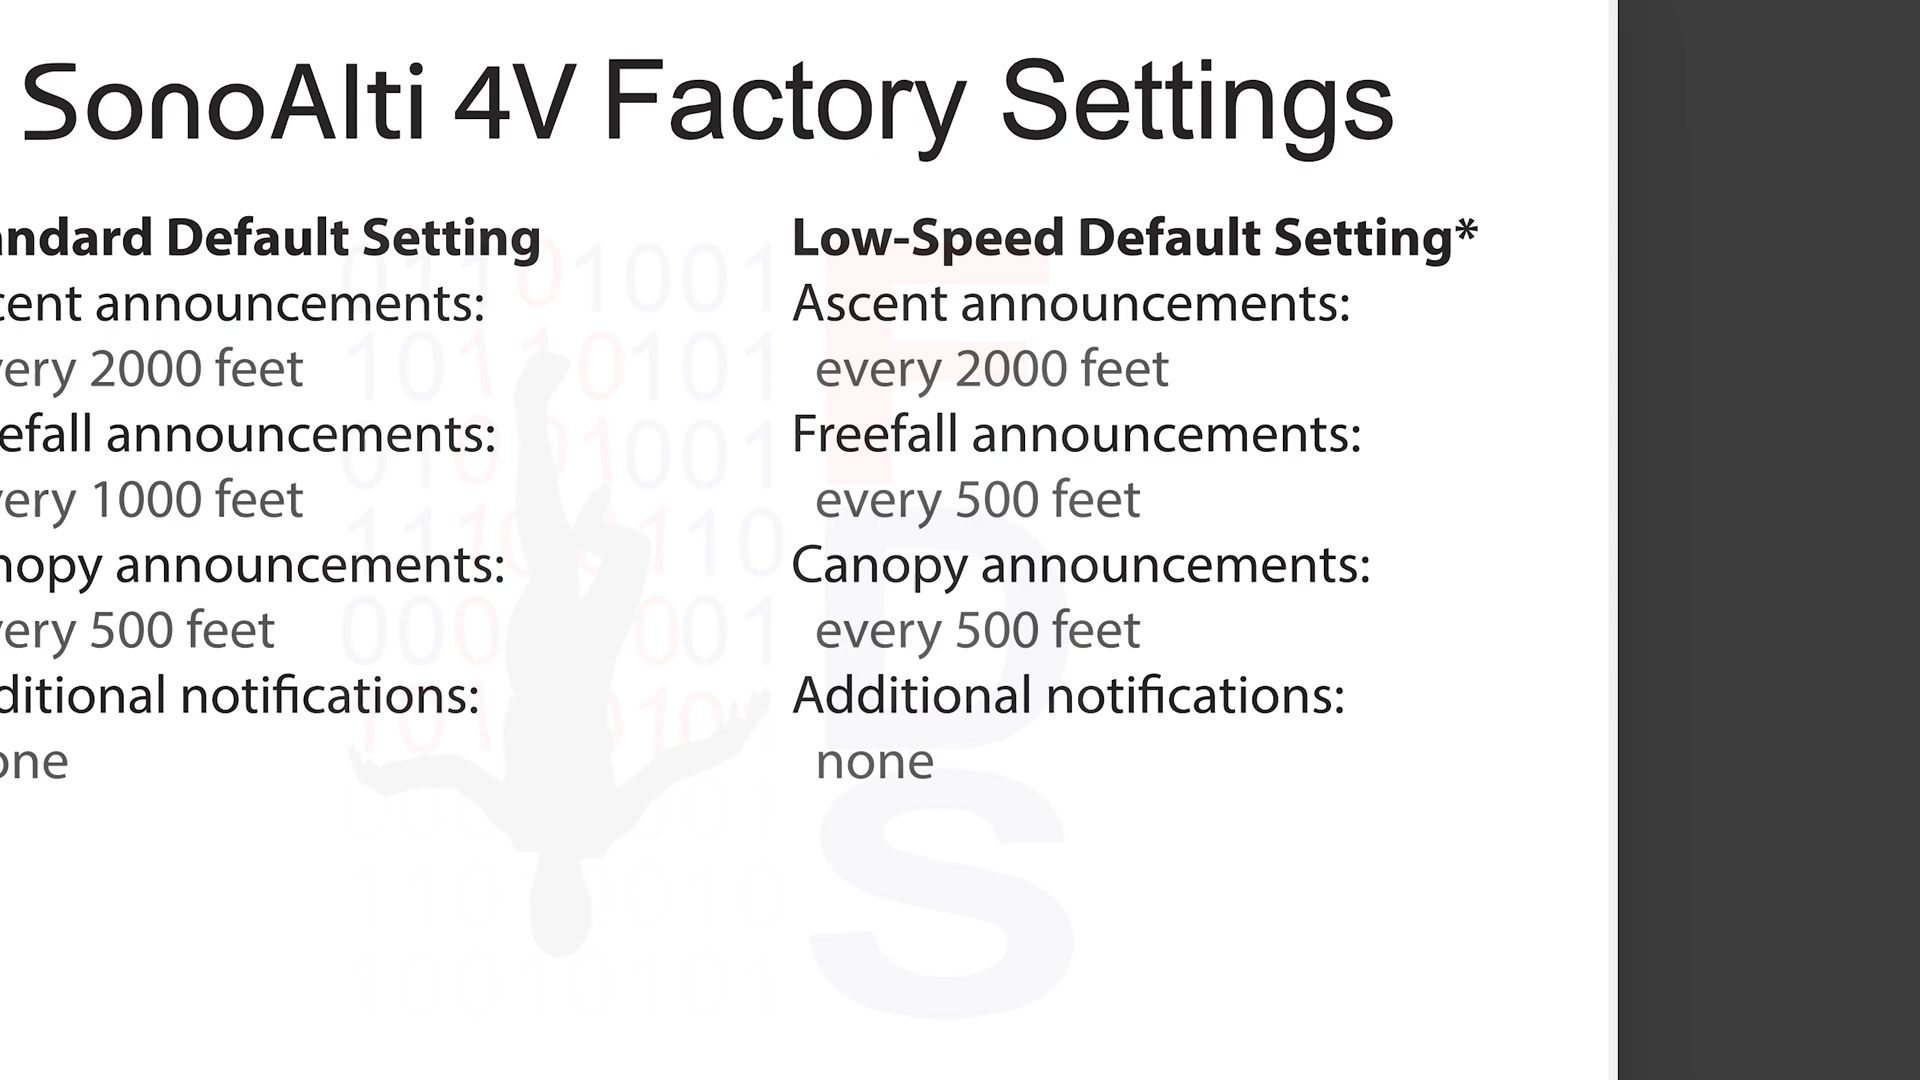 SonoAlti 4V Factory Settings
andard Default Setting
cent announcements:
very 2000 feet
eefall announcements:
very 1000 feet
nopy announcements:
very 500 feet
ditional notifications:
one
Low-Speed Default Setting*
Ascent announcements:
every 2000 feet
Freefall announcements:
every 500 feet
Canopy announcements:
every 500 feet
Additional notifications:
none
F
D
S